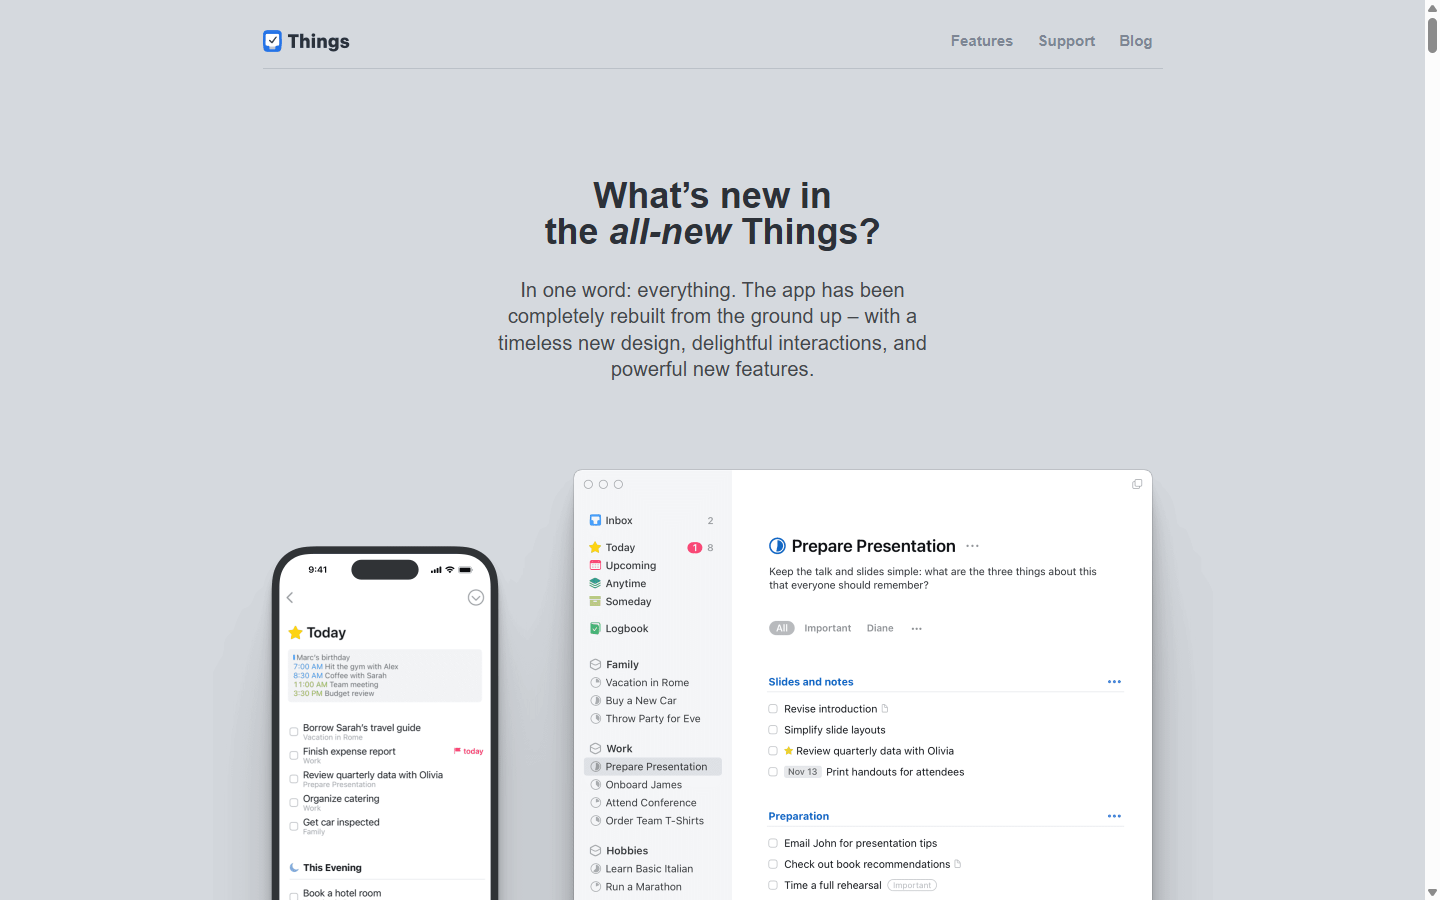 Things
Features
Support
Blog
What’s new in
the all-new Things?
In one word: everything. The app has been
completely rebuilt from the ground up – with a
timeless new design, delightful interactions, and
powerful new features.
9:41
Today
Marc's birthday
7:00 AM Hit the gym with Alex
8:30 AM Coffee with Sarah
11:00 AM Team meeting
3:30 PM Budget review
Borrow Sarah's travel guide
Vacation in Rome
Finish expense report
today
Work
Review quarterly data with Olivia
Prepare Presentation
Organize catering
Work
Get car inspected
Family
This Evening
Book a hotel room
Inbox 2
Today 1 8
Upcoming
Anytime
Someday
Logbook
Family
Vacation in Rome
Buy a New Car
Throw Party for Eve
Work
Prepare Presentation
Onboard James
Attend Conference
Order Team T-Shirts
Hobbies
Learn Basic Italian
Run a Marathon
Prepare Presentation
Keep the talk and slides simple: what are the three things about this
that everyone should remember?
All Important Diane
Slides and notes
Revise introduction
Simplify slide layouts
Review quarterly data with Olivia
Nov 13 Print handouts for attendees
Preparation
Email John for presentation tips
Check out book recommendations
Time a full rehearsal Important